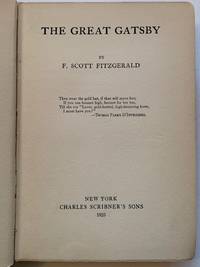 THE GREAT GATSBY
BY
F. SCOTT FITZGERALD
Then wear the gold hat, if that will move her;
If you can bounce high, bounce for her too,
Till she cry "Lover, gold-hatted, high-bouncing lover,
I must have you!"
—THOMAS PARKE D'INVILLIERS.
NEW YORK
CHARLES SCRIBNER'S SONS
1925